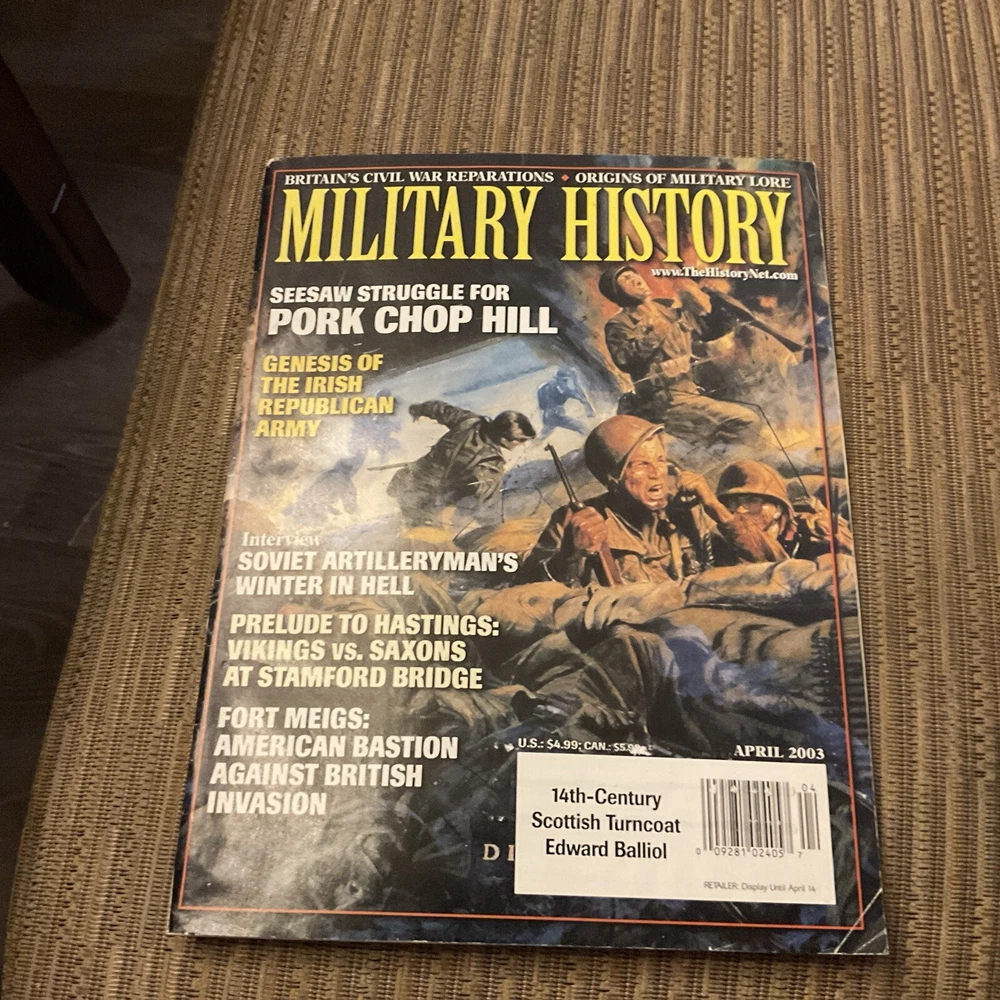 BRITAIN'S CIVIL WAR REPARATIONS ◆ ORIGINS OF MILITARY LORE
MILITARY HISTORY
www.TheHistoryNet.com
SEESAW STRUGGLE FOR
PORK CHOP HILL
GENESIS OF
THE IRISH
REPUBLICAN
ARMY
Interview
SOVIET ARTILLERYMAN'S
WINTER IN HELL
PRELUDE TO HASTINGS:
VIKINGS vs. SAXONS
AT STAMFORD BRIDGE
FORT MEIGS:
AMERICAN BASTION
AGAINST BRITISH
INVASION
U.S.: $4.99; CAN.:
APRIL 2003
14th-Century
Scottish Turncoat
Edward Balliol
04
0 09281 02405 7
RETAILER: Display Until April 14